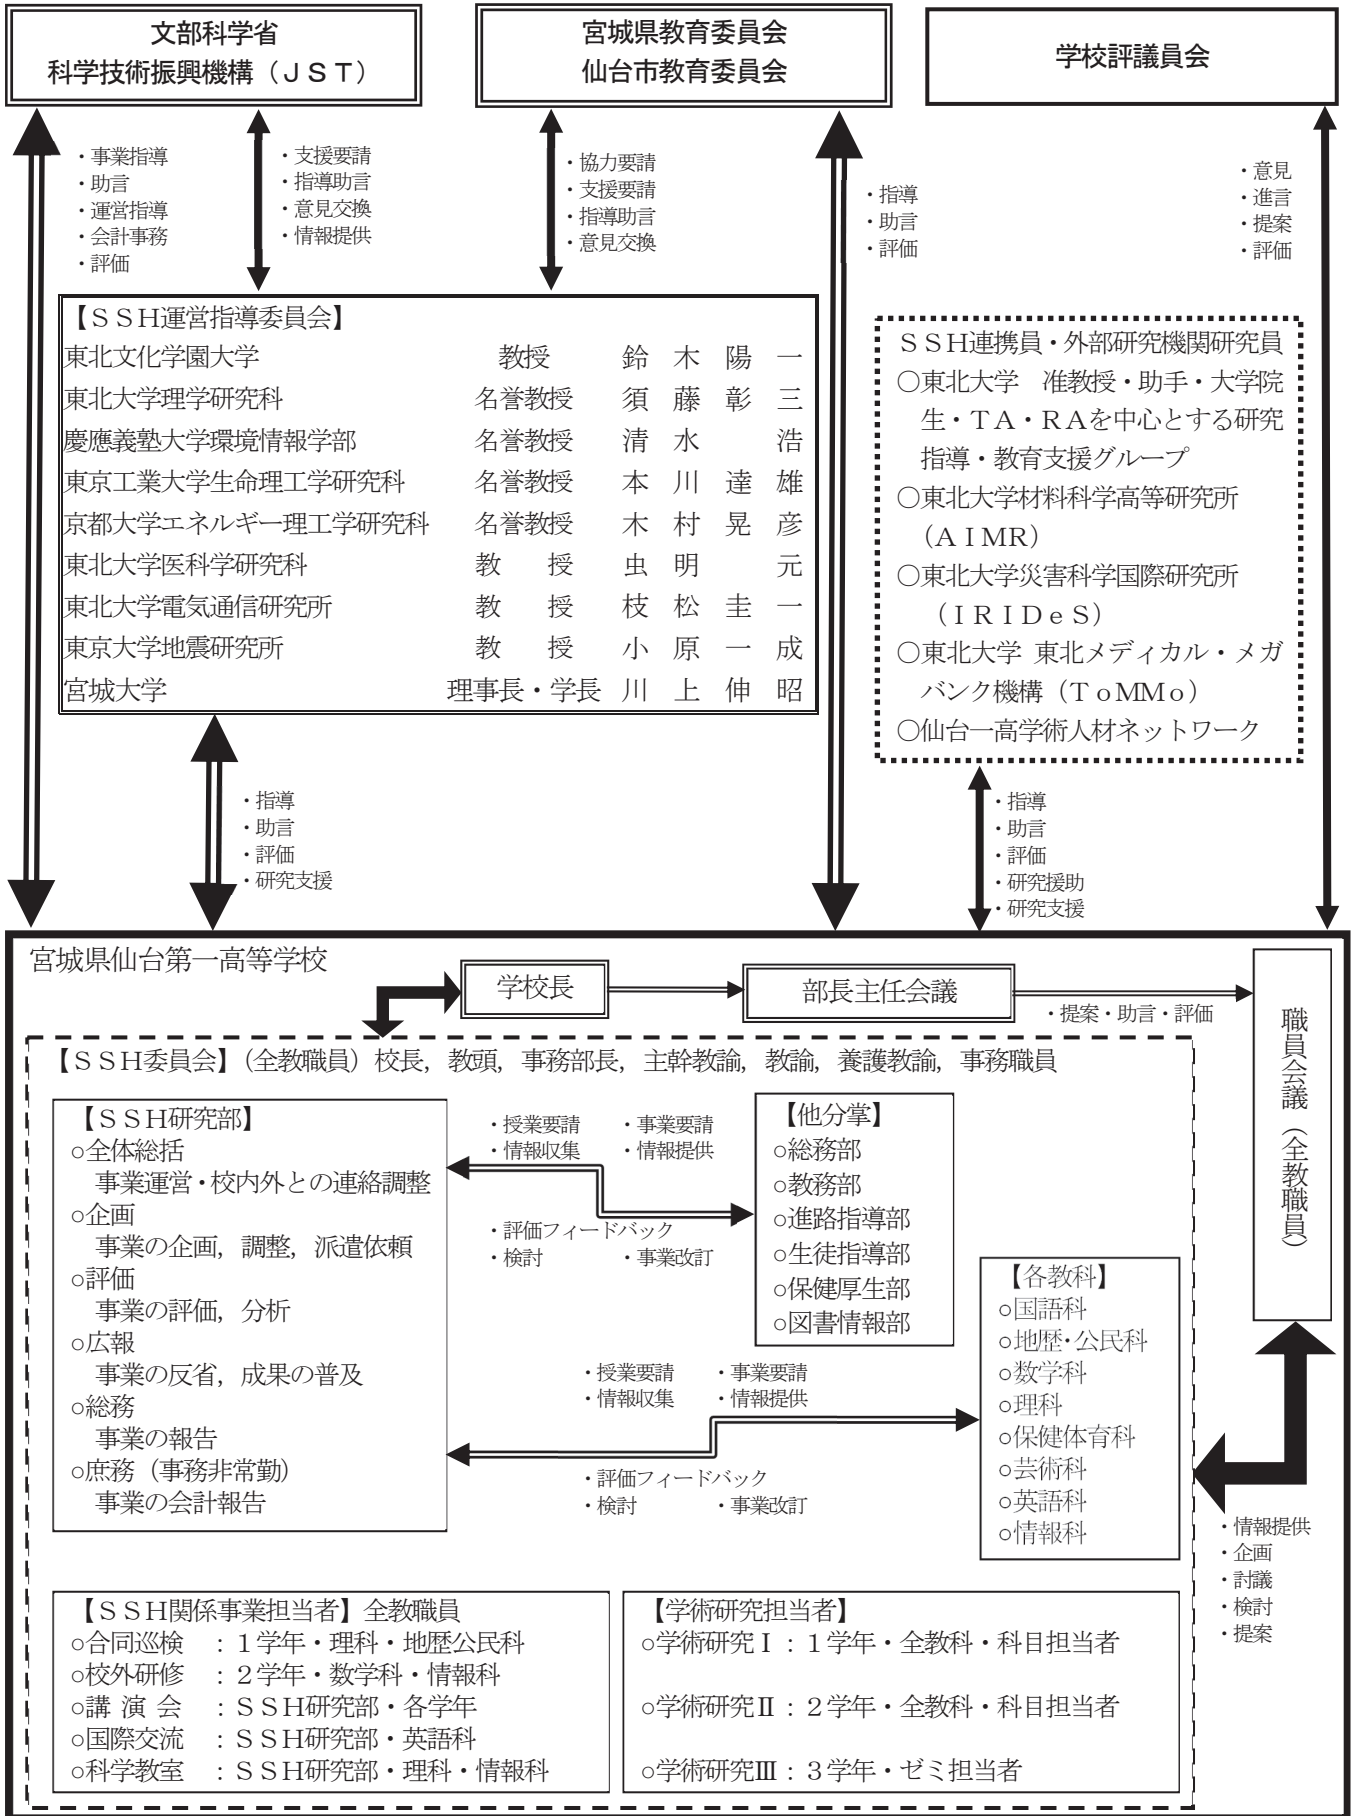 文部科学省
科学技術振興機構（ＪＳＴ）
宮城県教育委員会
仙台市教育委員会
学校評議員会
・事業指導
・助言
・運営指導
・会計事務
・評価
・支援要請
・指導助言
・意見交換
・情報提供
・協力要請
・支援要請
・指導助言
・意見交換
・指導
・助言
・評価
・意見
・進言
・提案
・評価
【ＳＳＨ運営指導委員会】
東北文化学園大学 教授 鈴木陽一
東北大学理学研究科 名誉教授 須藤彰三
慶應義塾大学環境情報学部 名誉教授 清水 浩
東京工業大学生命理工学研究科 名誉教授 本川達雄
京都大学エネルギー理工学研究科 名誉教授 木村晃彦
東北大学医科学研究科 教 授 虫明 元
東北大学電気通信研究所 教 授 枝松圭一
東京大学地震研究所 教 授 小原一成
宮城大学 理事長・学長 川上伸昭
ＳＳＨ連携員・外部研究機関研究員
○東北大学 准教授・助手・大学院
生・ＴＡ・ＲＡを中心とする研究
指導・教育支援グループ
○東北大学材料科学高等研究所
（ＡＩＭＲ）
○東北大学災害科学国際研究所
（ＩＲＩＤｅＳ）
○東北大学 東北メディカル・メガ
バンク機構（ＴｏＭＭｏ）
○仙台一高学術人材ネットワーク
・指導
・助言
・評価
・研究支援
・指導
・助言
・評価
・研究援助
・研究支援
宮城県仙台第一高等学校
学校長
部長主任会議
・提案・助言・評価
職員会議（全教職員）
【ＳＳＨ委員会】（全教職員）校長，教頭，事務部長，主幹教諭，教諭，養護教諭，事務職員
【ＳＳＨ研究部】
○全体総括
事業運営・校内外との連絡調整
○企画
事業の企画，調整，派遣依頼
○評価
事業の評価，分析
○広報
事業の反省，成果の普及
○総務
事業の報告
○庶務（事務非常勤）
事業の会計報告
・授業要請 ・事業要請
・情報収集 ・情報提供
・評価フィードバック
・検討 ・事業改訂
【他分掌】
○総務部
○教務部
○進路指導部
○生徒指導部
○保健厚生部
○図書情報部
・授業要請 ・事業要請
・情報収集 ・情報提供
・評価フィードバック
・検討 ・事業改訂
【各教科】
○国語科
○地歴・公民科
○数学科
○理科
○保健体育科
○芸術科
○英語科
○情報科
・情報提供
・企画
・討議
・検討
・提案
【ＳＳＨ関係事業担当者】全教職員
○合同巡検 ：１学年・理科・地歴公民科
○校外研修 ：２学年・数学科・情報科
○講 演 会 ：ＳＳＨ研究部・各学年
○国際交流 ：ＳＳＨ研究部・英語科
○科学教室 ：ＳＳＨ研究部・理科・情報科
【学術研究担当者】
○学術研究Ⅰ：１学年・全教科・科目担当者
○学術研究Ⅱ：２学年・全教科・科目担当者
○学術研究Ⅲ：３学年・ゼミ担当者